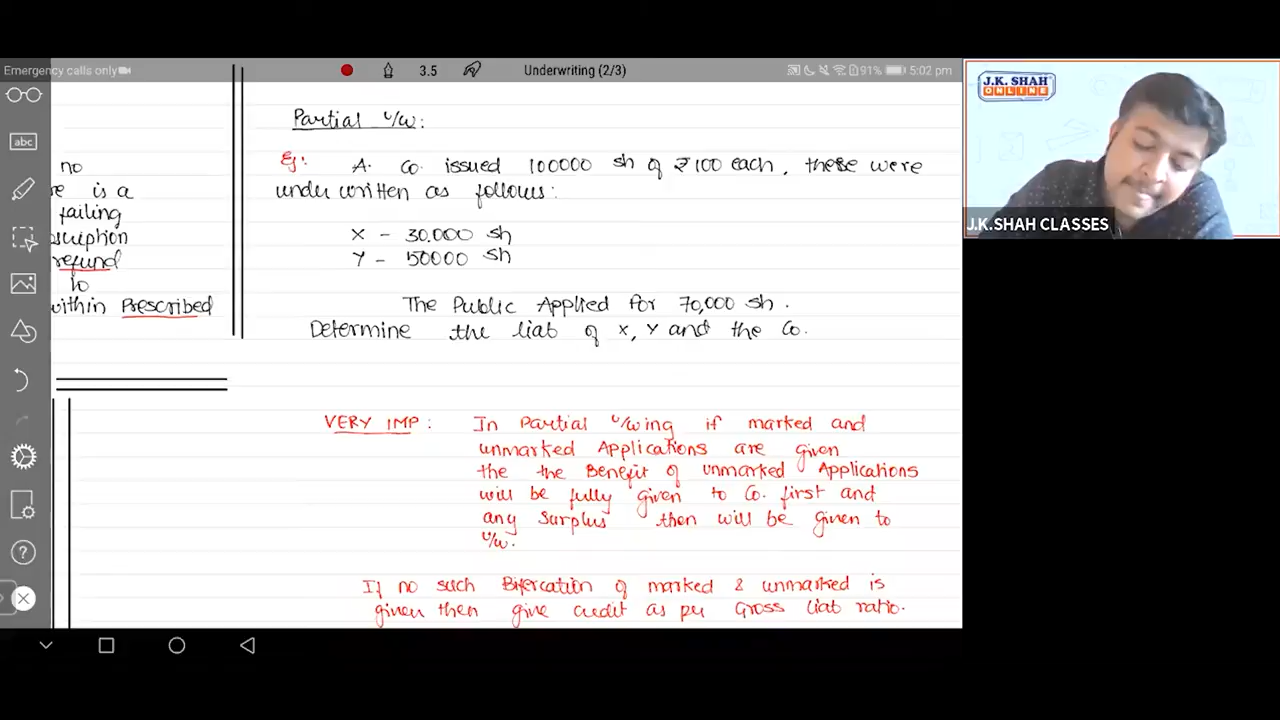 Emergency calls only
3.5
Underwriting (2/3)
91%
5:02 pm
J.K. SHAH
ONLINE
J.K.SHAH CLASSES
abc
no
is a
failing
refund
to
within Prescribed
Partial U/W:
Eg: A. Co. issued 100000 sh of ₹100 each, these were
under written as follows:
X - 30.000 sh
Y - 50000 sh
The Public Applied for 70,000 sh.
Determine the liab of X, Y and the Co.
VERY IMP: In Partial U/wing if marked and
unmarked Applications are given
the the Benefit of unmarked Applications
will be fully given to Co. first and
any surplus then will be given to
U/W.
If no such Bifercation of marked & unmarked is
given then give credit as per Gross liab ratio.